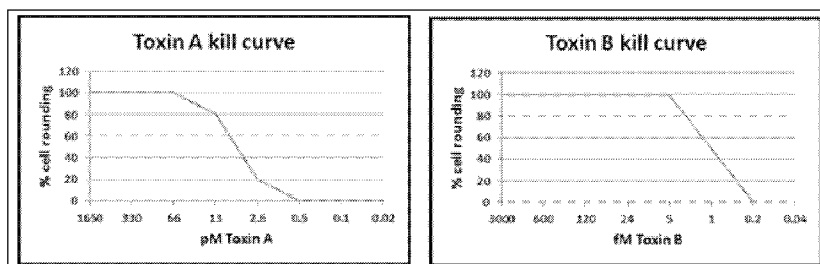 Toxin A kill curve
120
100
80
60
40
20
0
% cell rounding
1650 330 66 13 2.6 0.5 0.1 0.02
pM Toxin A
Toxin B kill curve
120
100
80
60
40
20
0
% cell rounding
3000 600 120 24 5 1 0.2 0.04
fM Toxin B